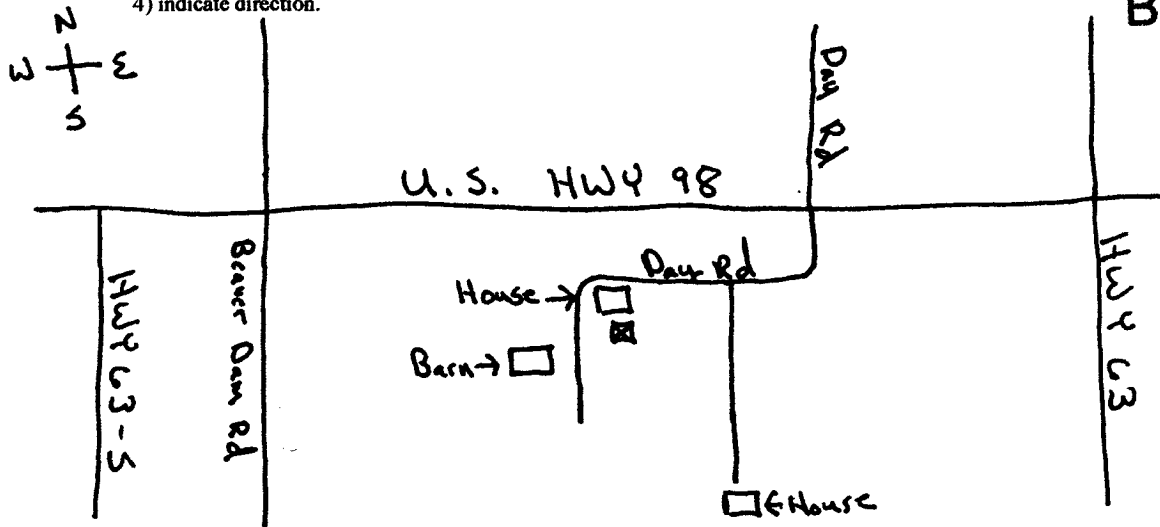 4) indicate direction.
B
N
W E
S
Day Rd
U.S. HWY 98
Beaver Dam Rd
HWY 63-S
Day Rd
HWY 63
House
Barn
House